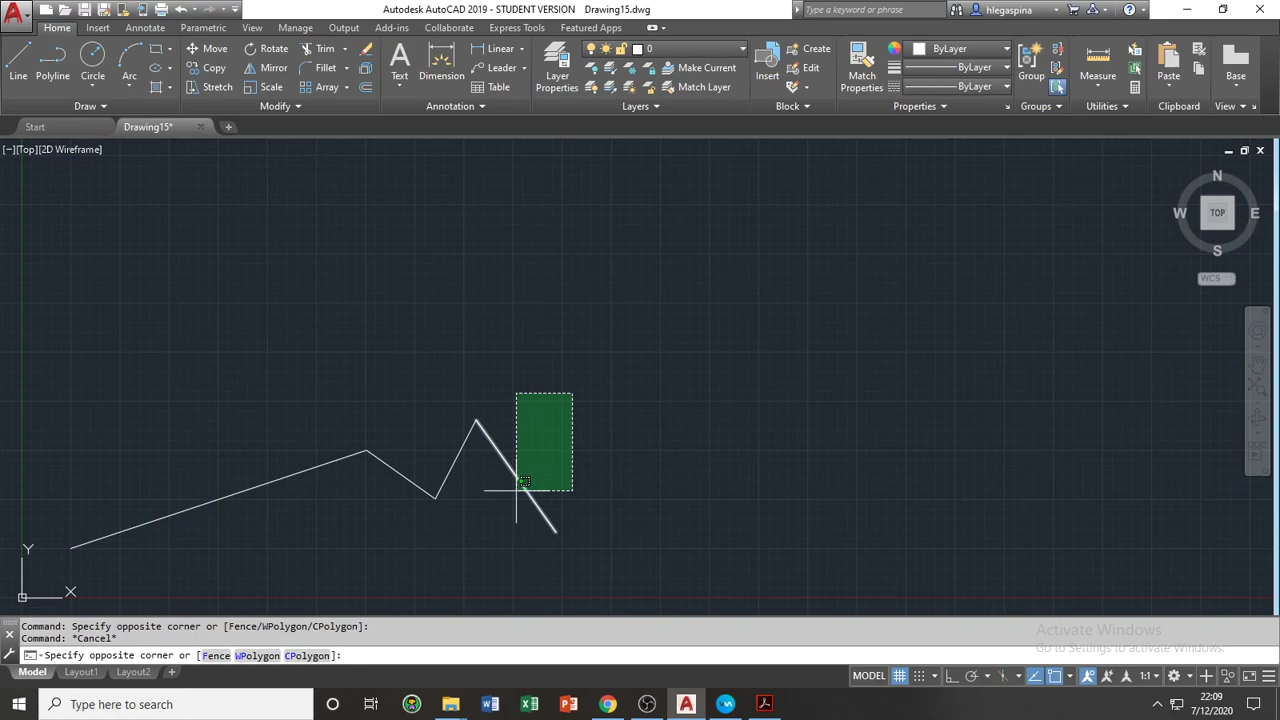 Autodesk AutoCAD 2019 - STUDENT VERSION Drawing15.dwg
Type a keyword or phrase
hlegaspina
Home Insert Annotate Parametric View Manage Output Add-ins Collaborate Express Tools Featured Apps
Line Polyline Circle Arc
Move Rotate Trim
Copy Mirror Fillet
Stretch Scale Array
Text Dimension
Linear
Leader
Table
Layer
Properties
0
Make Current
Match Layer
Insert
Create
Edit
Match
Properties
ByLayer
ByLayer
ByLayer
Group
Measure
Paste
Base
Draw Modify Annotation Layers Block Properties Groups Utilities Clipboard View
Start Drawing15*
[−][Top][2D Wireframe]
N
W TOP E
S
WCS
Y
X
Command: Specify opposite corner or [Fence/WPolygon/CPolygon]:
Command: *Cancel*
Specify opposite corner or [Fence WPolygon CPolygon]:
Activate Windows
Go to Settings to activate Windows.
Model Layout1 Layout2
MODEL 1:1
Type here to search
22:09
7/12/2020